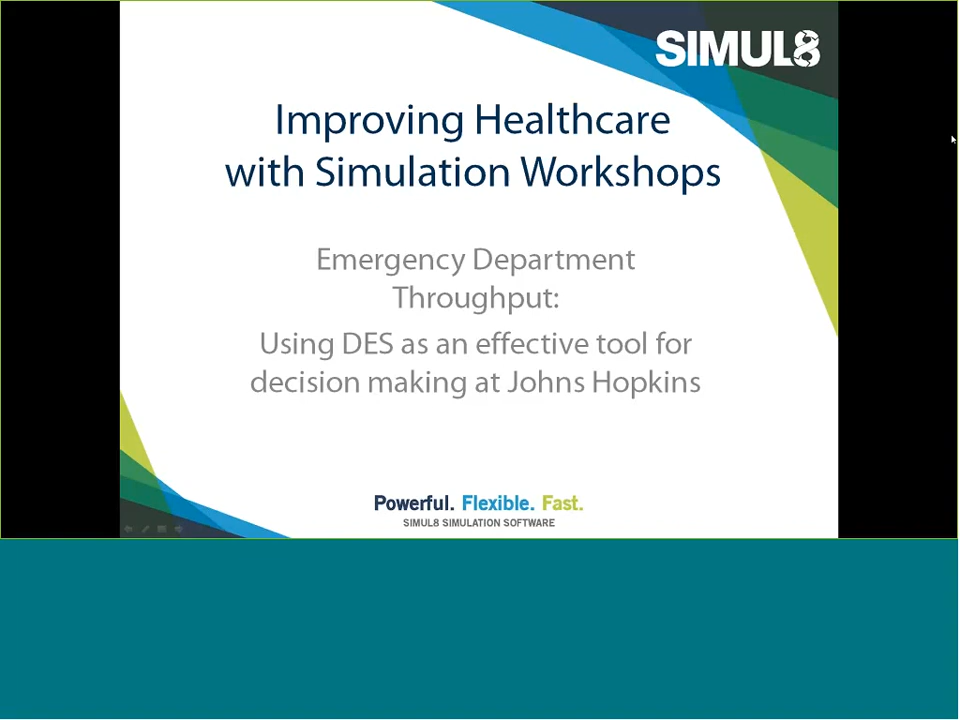 SIMUL8
Improving Healthcare
with Simulation Workshops
Emergency Department
Throughput:
Using DES as an effective tool for
decision making at Johns Hopkins
Powerful. Flexible. Fast.
SIMUL8 SIMULATION SOFTWARE